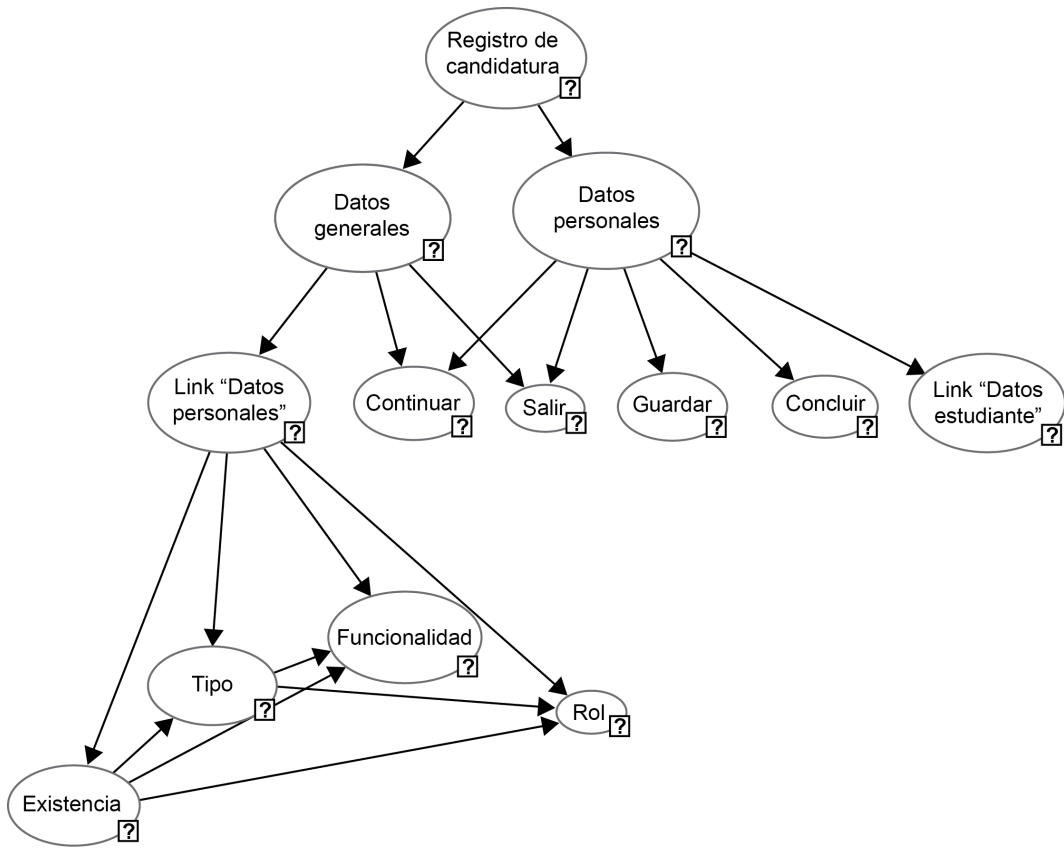 Registro de
candidatura
?
Datos
generales
?
Datos
personales
?
Link “Datos
personales”
?
Continuar
?
Salir
?
Guardar
?
Concluir
?
Link “Datos
estudiante”
?
Funcionalidad
?
Tipo
?
Rol
?
Existencia
?